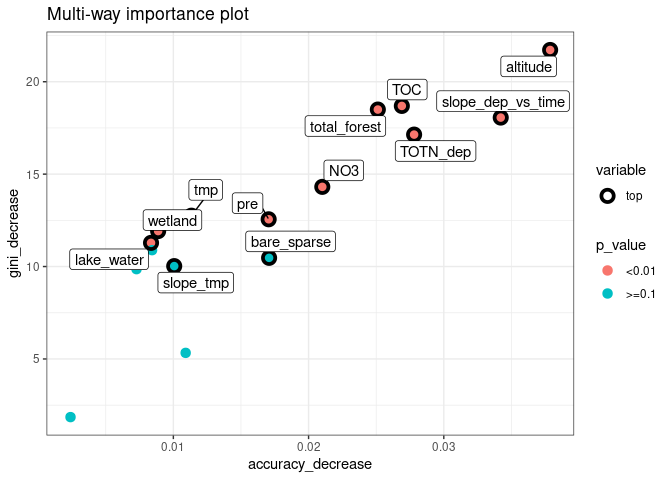 Multi-way importance plot
gini_decrease
20
15
10
5
altitude
TOC
slope_dep_vs_time
total_forest
TOTN_dep
NO3
tmp
pre
wetland
bare_sparse
lake_water
slope_tmp
0.01
0.02
0.03
accuracy_decrease
variable
top
p_value
<0.01
>=0.1